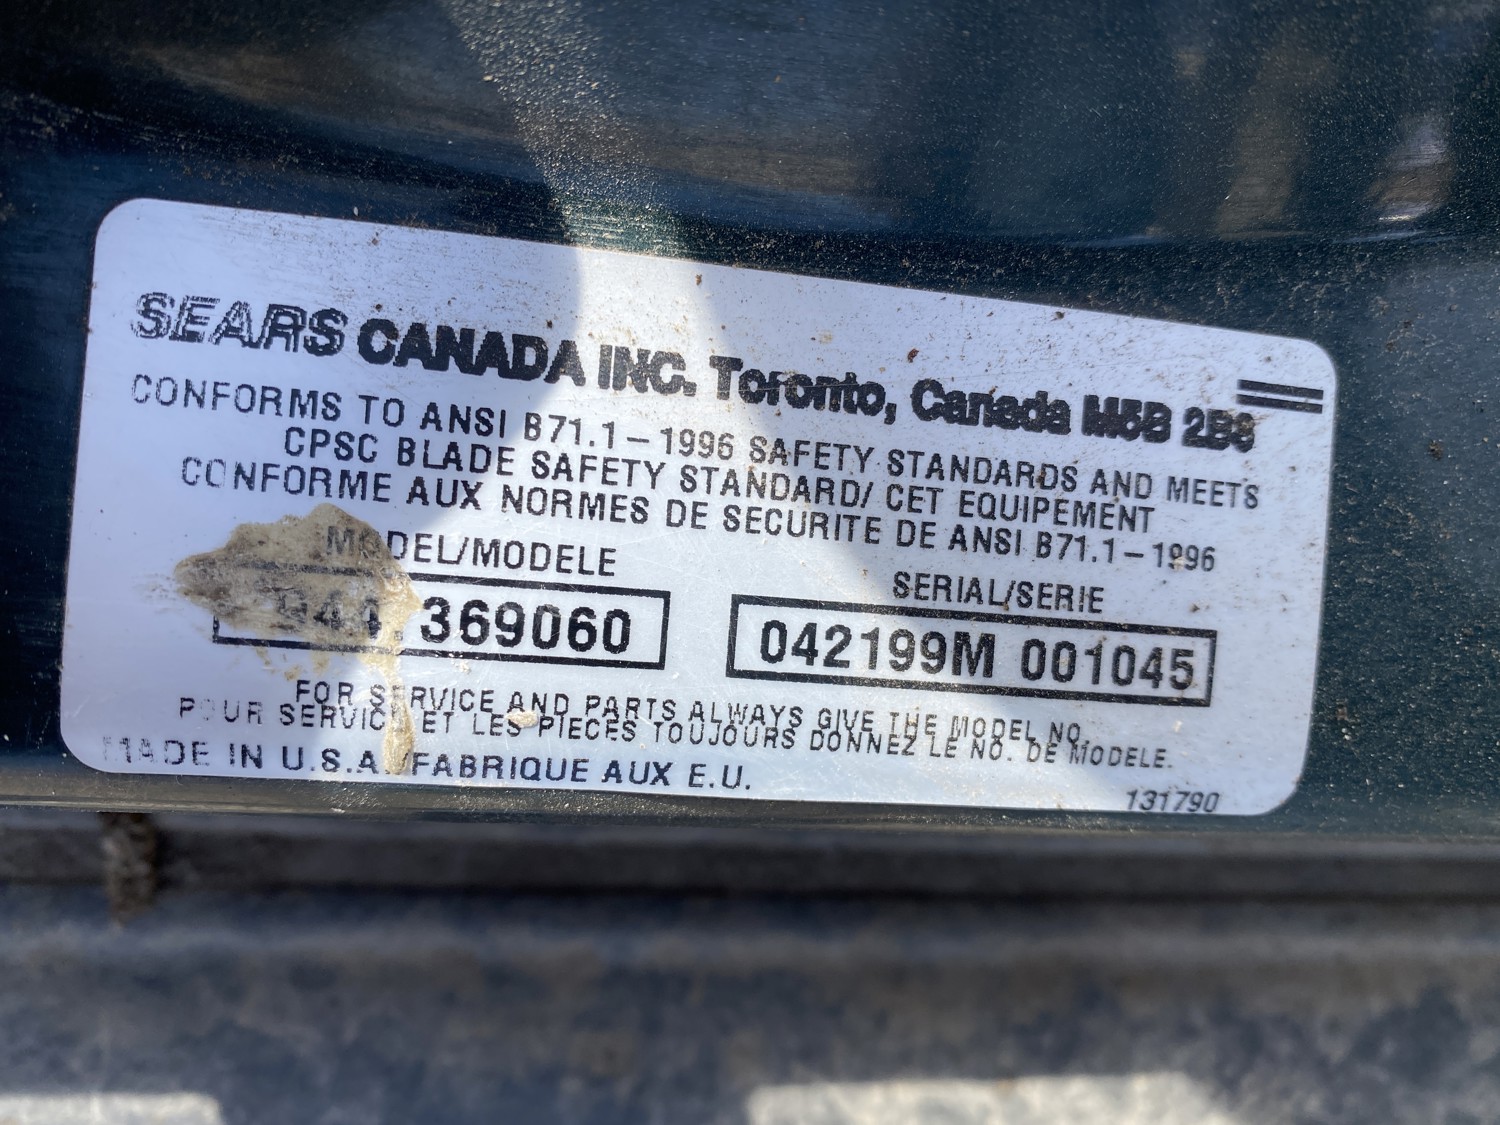 SEARS CANADA INC. Toronto, Canada M5B 2B8
CONFORMS TO ANSI B71.1-1996 SAFETY STANDARDS AND MEETS
CPSC BLADE SAFETY STANDARD/ CET EQUIPEMENT
CONFORME AUX NORMES DE SECURITE DE ANSI B71.1-1996
MODEL/MODELE
944.369060
SERIAL/SERIE
042199M 001045
FOR SERVICE AND PARTS ALWAYS GIVE THE MODEL NO.
POUR SERVICE ET LES PIECES TOUJOURS DONNEZ LE NO. DE MODELE.
MADE IN U.S.A./FABRIQUE AUX E.U.
131790